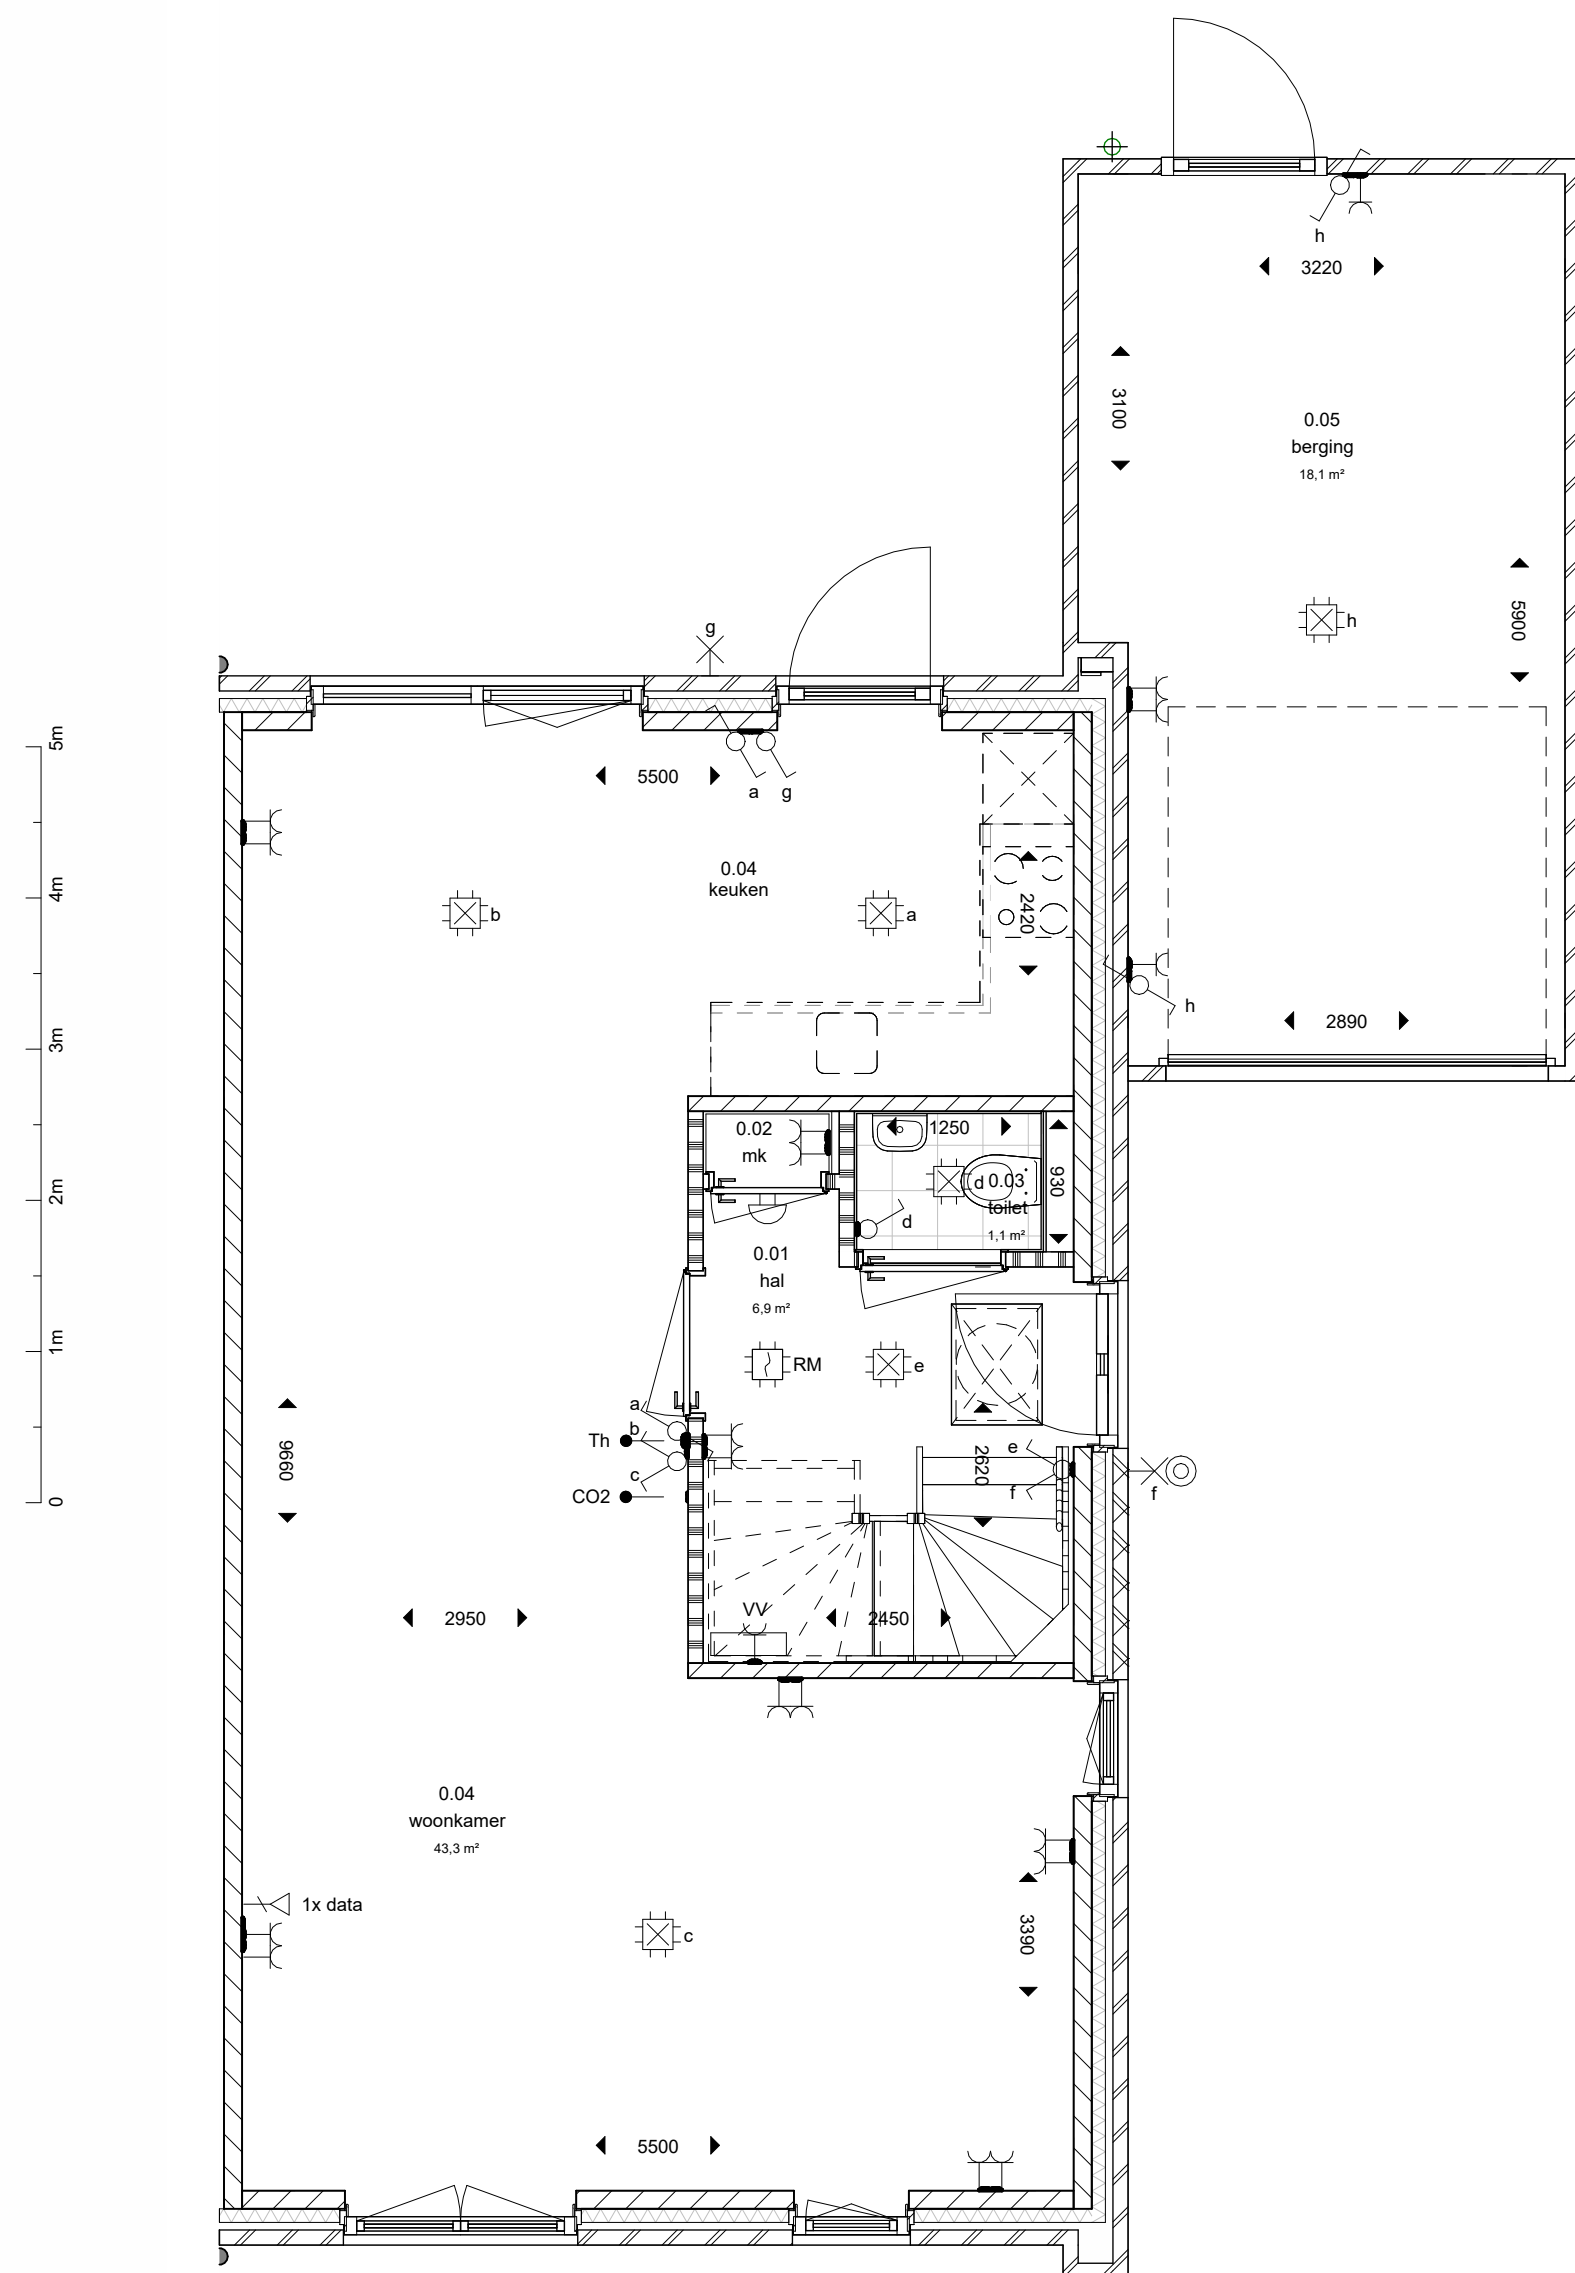 h
3220
3100
0.05
berging
18,1 m²
5900
h
g
5m
5500
a
g
0.04
keuken
4m
b
a
2420
h
3m
2890
0.02
mk
1250
930
2m
d
0.03
toilet
1,1 m²
d
0.01
hal
6,9 m²
1m
RM
e
a
b
Th
c
CO2
9660
e
2620
f
f
0
2950
VV
2450
0.04
woonkamer
43,3 m²
1x data
c
3390
5500